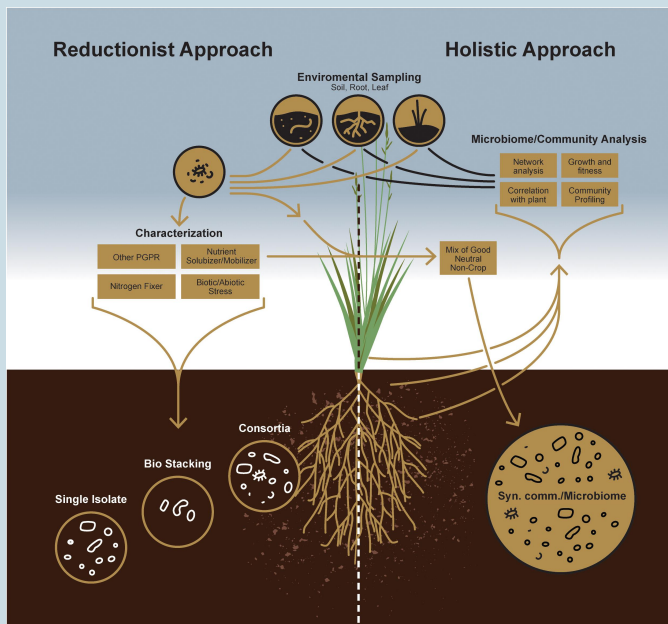 Reductionist Approach
Holistic Approach
Enviromental Sampling
Soil, Root, Leaf
Microbiome/Community Analysis
Network
analysis
Growth and
fitness
Correlation
with plant
Community
Profiling
Characterization
Other PGPR
Nutrient
Solubizer/Mobilizer
Nitrogen Fixer
Biotic/Abiotic
Stress
Mix of Good
Neutral
Non-Crop
Consortia
Bio Stacking
Single Isolate
Syn. comm./Microbiome